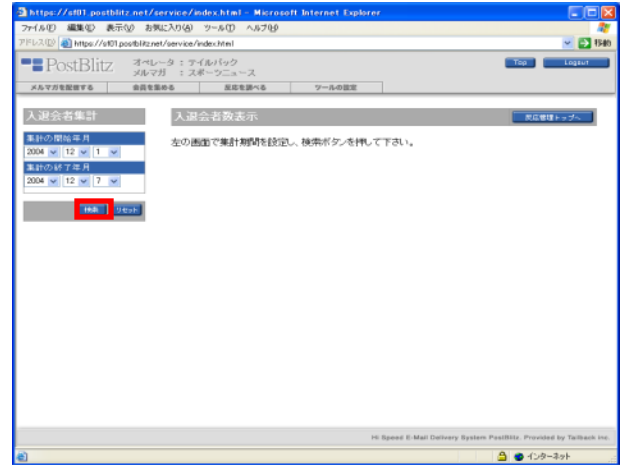 https://st01.postblitz.net/service/index.html - Microsoft Internet Explorer
ファイル(F) 編集(E) 表示(V) お気に入り(A) ツール(T) ヘルプ(H)
アドレス(D) https://st01.postblitz.net/service/index.html 移動
PostBlitz
オペレータ : テイルバック
メルマガ : スポーツニュース
Top Logout
メルマガを配信する 会員を集める 反応を調べる ツールの設定
入退会者集計
入退会者数表示
反応管理トップへ
集計の開始年月
2004 12 1
集計の終了年月
2004 12 7
検索 リセット
左の画面で集計期間を設定し、検索ボタンを押して下さい。
Hi Speed E-Mail Delivery System PostBlitz. Provided by Tailback inc.
インターネット